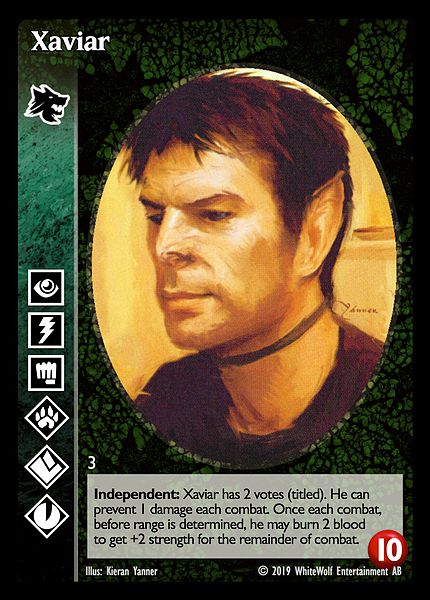 Xaviar
Yanner
3
Independent: Xaviar has 2 votes (titled). He can
prevent 1 damage each combat. Once each combat,
before range is determined, he may burn 2 blood
to get +2 strength for the remainder of combat.
10
Illus: Kieran Yanner © 2019 WhiteWolf Entertainment AB